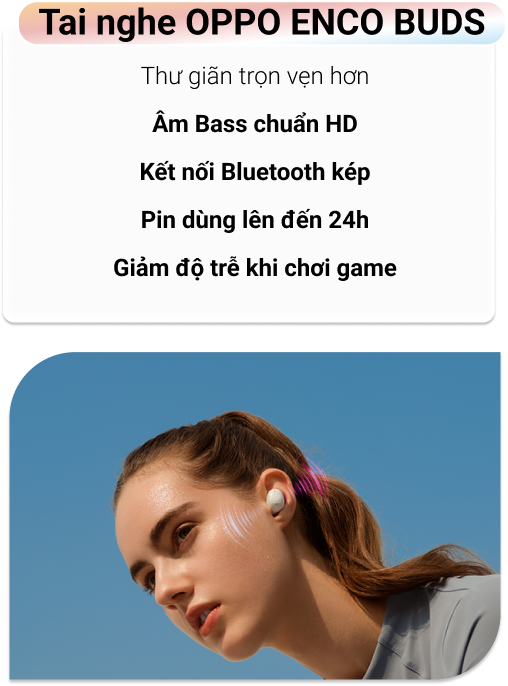 Tai nghe OPPO ENCO BUDS
Thư giãn trọn vẹn hơn
Âm Bass chuẩn HD
Kết nối Bluetooth kép
Pin dùng lên đến 24h
Giảm độ trễ khi chơi game